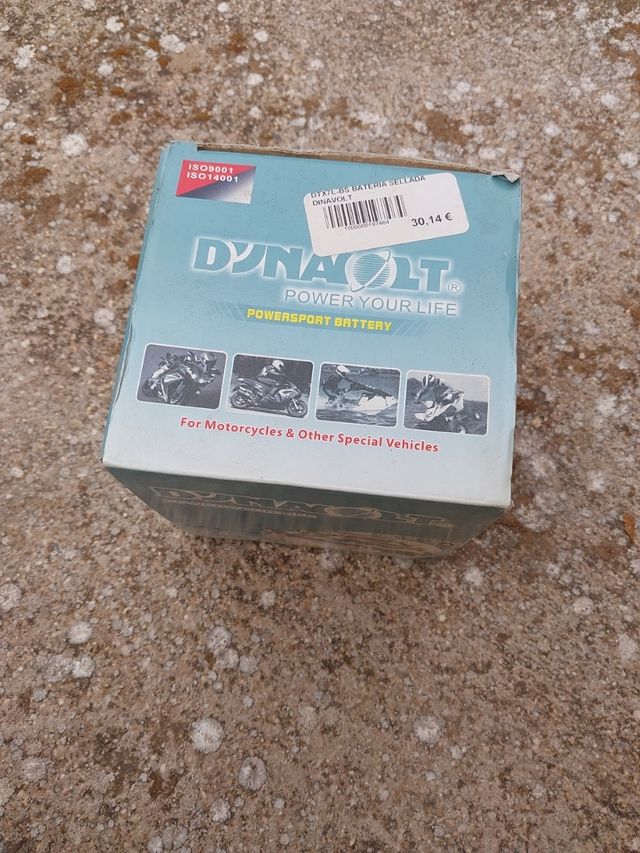 ISO9001
ISO14001
DTX7L-BS BATERIA SELLADA
DINAVOLT
1000000197464
30,14 €
DYNAVOLT®
POWER YOUR LIFE
POWERSPORT BATTERY
For Motorcycles & Other Special Vehicles
DYNAVOLT